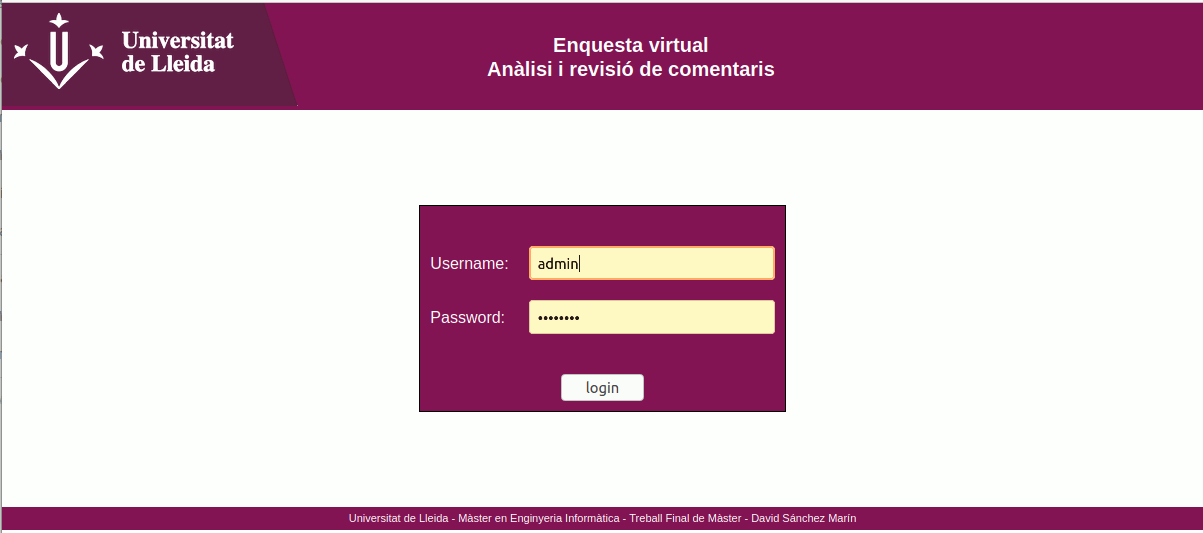 Universitat
de Lleida
Enquesta virtual
Anàlisi i revisió de comentaris
Username: admin
Password: ••••••••
login
Universitat de Lleida - Màster en Enginyeria Informàtica - Treball Final de Màster - David Sánchez Marín